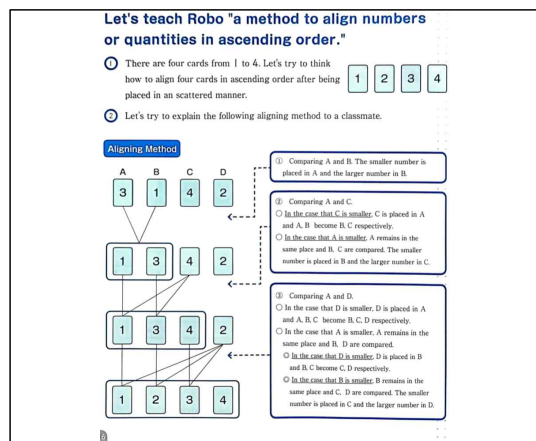 Let's teach Robo "a method to align numbers
or quantities in ascending order."
① There are four cards from 1 to 4. Let's try to think
how to align four cards in ascending order after being
placed in an scattered manner.
1 2 3 4
② Let's try to explain the following aligning method to a classmate.
Aligning Method
A B C D
3 1 4 2
1 3 4 2
1 3 4 2
1 2 3 4
① Comparing A and B. The smaller number is
placed in A and the larger number in B.
② Comparing A and C.
○ In the case that C is smaller, C is placed in A
and A, B become B, C respectively.
○ In the case that A is smaller, A remains in the
same place and B, C are compared. The smaller
number is placed in B and the larger number in C.
③ Comparing A and D.
○ In the case that D is smaller, D is placed in A
and A, B, C become B, C, D respectively.
○ In the case that A is smaller, A remains in the
same place and B, D are compared.
◎ In the case that D is smaller, D is placed in B
and B, C become C, D respectively.
◎ In the case that B is smaller, B remains in the
same place and C, D are compared. The smaller
number is placed in C and the larger number in D.